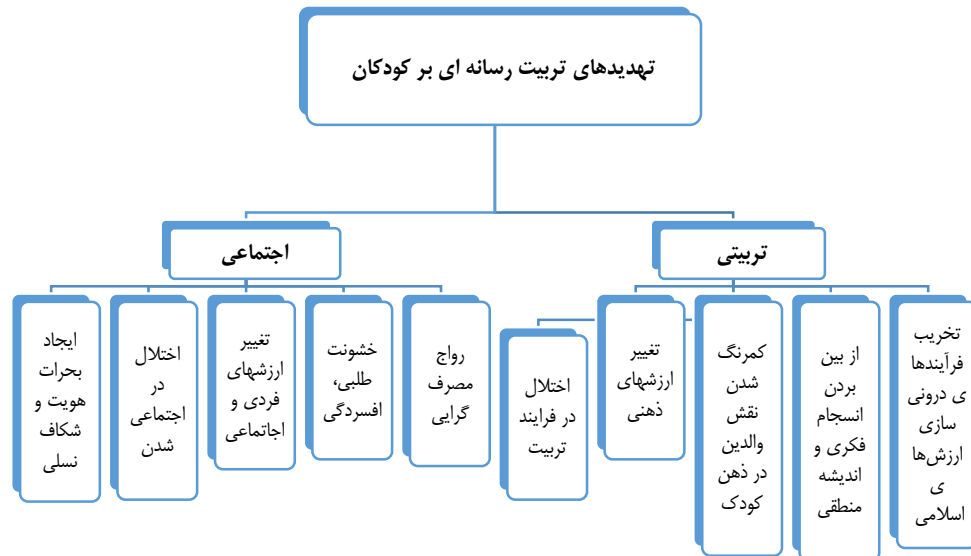 تهدیدهای تربیت رسانه ای بر کودکان
تربیتی
اجتماعی
تخریب
فرآیندها
ی درونی
سازی
ارزش‌ها
ی
اسلامی
از بین
بردن
انسجام
فکری و
اندیشه
منطقی
کمرنگ
شدن
نقش
والدین
در ذهن
کودک
تغییر
ارزشهای
ذهنی
اختلال
در فرایند
تربیت
رواج
مصرف
گرایی
خشونت
طلبی،
افسردگی
تغییر
ارزشهای
فردی و
اجاتماعی
اختلال
در
اجتماعی
شدن
ایجاد
بحرات
هویت و
شکاف
نسلی